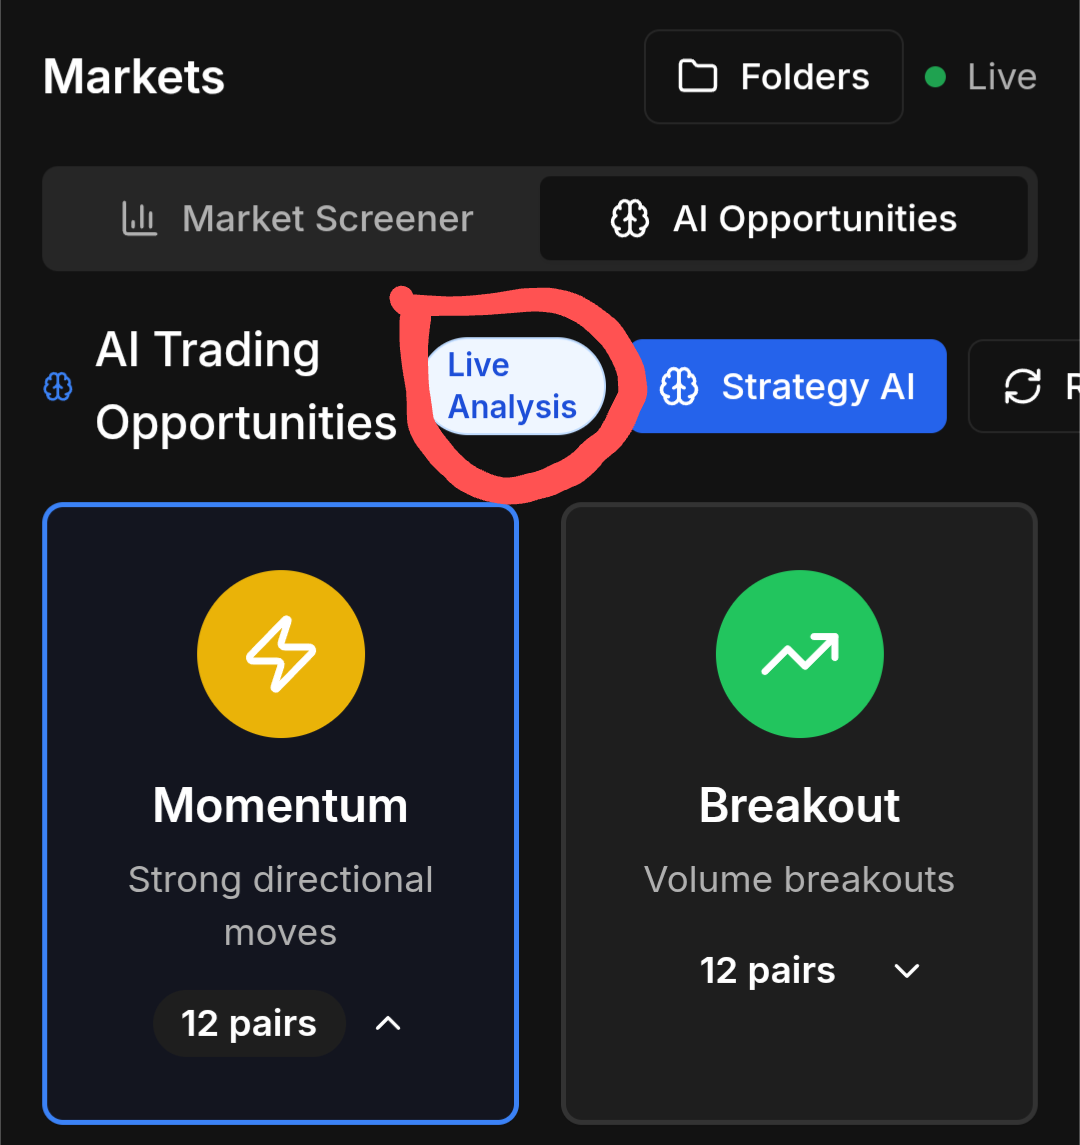 Markets
Folders
Live
Market Screener
AI Opportunities
AI Trading
Opportunities
Live
Analysis
Strategy AI
R
Momentum
Strong directional
moves
12 pairs
Breakout
Volume breakouts
12 pairs